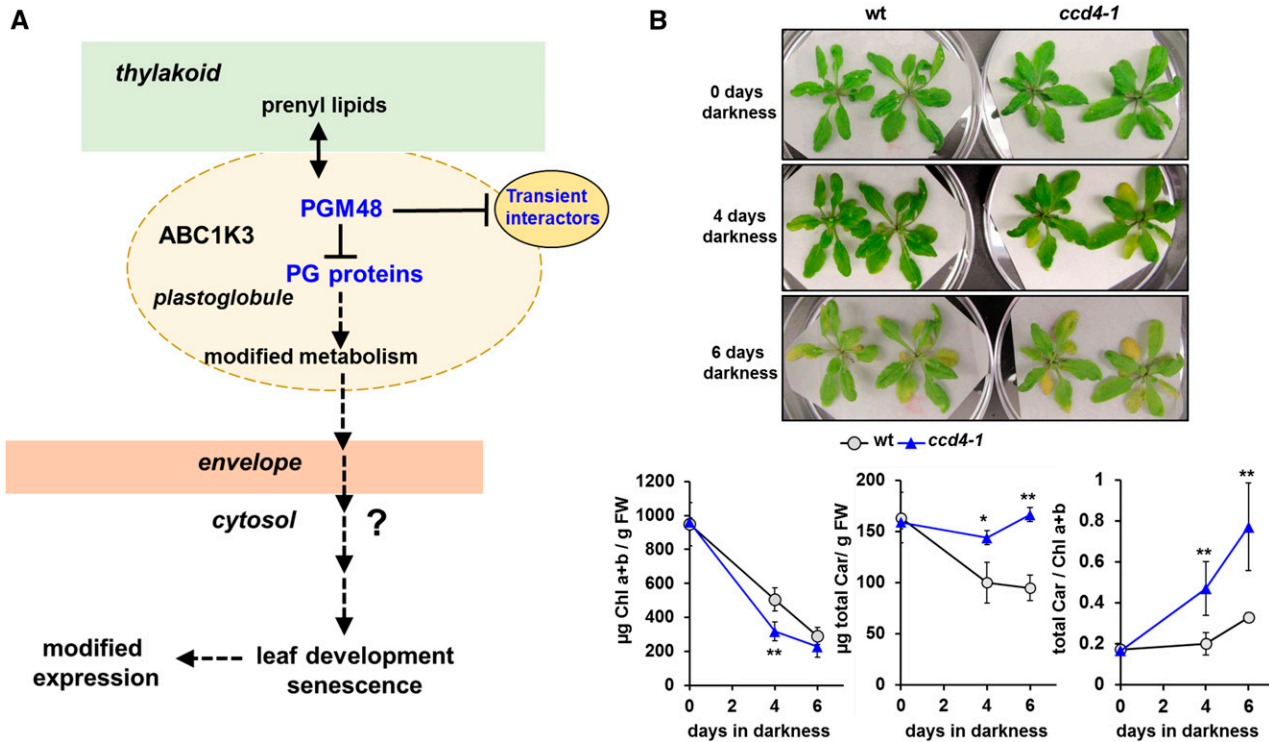 A
thylakoid
prenyl lipids
PGM48
Transient
interactors
ABC1K3
PG proteins
plastoglobule
modified metabolism
envelope
cytosol
?
modified
expression
leaf development
senescence
B
wt
ccd4-1
0 days
darkness
4 days
darkness
6 days
darkness
wt
ccd4-1
µg Chl a+b / g FW
1200
1000
800
600
400
200
0
**
0
2
4
6
days in darkness
µg total Car/ g FW
200
150
100
50
0
*
**
0
2
4
6
days in darkness
total Car / Chl a+b
1
0.8
0.6
0.4
0.2
0
**
**
0
2
4
6
days in darkness